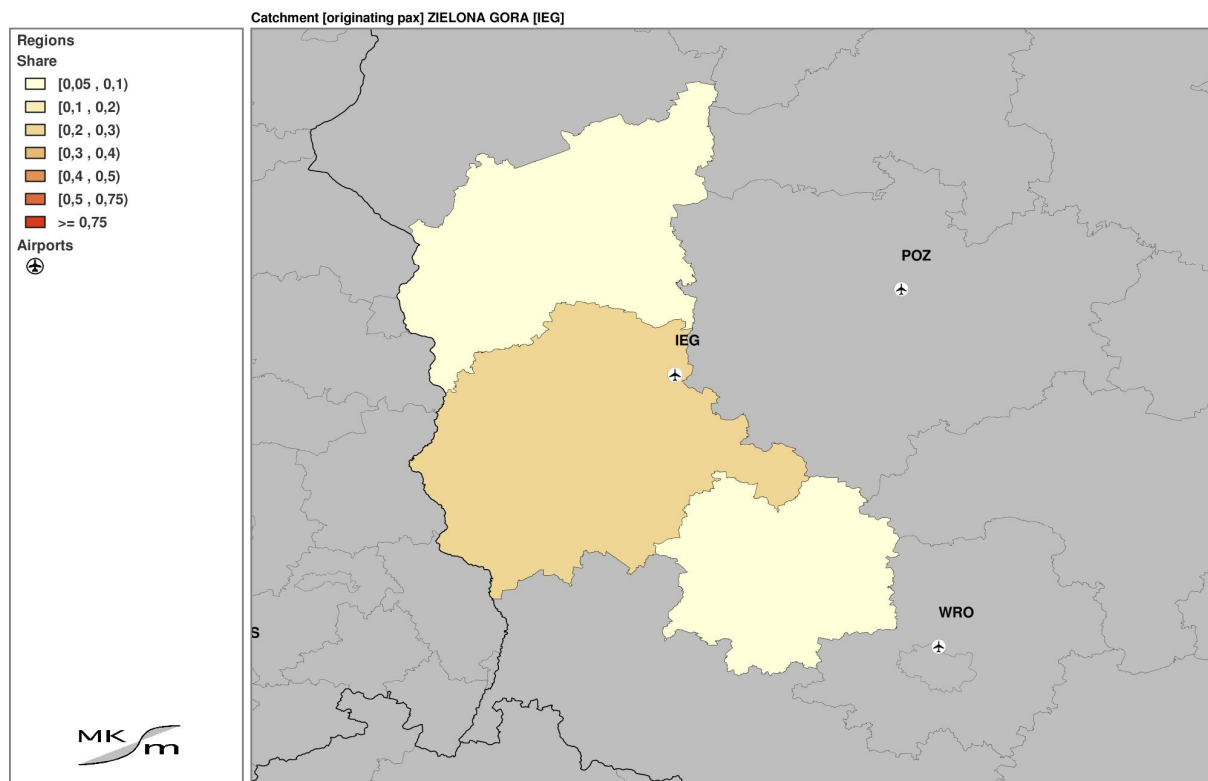 Catchment [originating pax] ZIELONA GORA [IEG]
Regions
Share
[0,05 , 0,1)
[0,1 , 0,2)
[0,2 , 0,3)
[0,3 , 0,4)
[0,4 , 0,5)
[0,5 , 0,75)
>= 0,75
Airports
POZ
IEG
WRO
S
MK
m